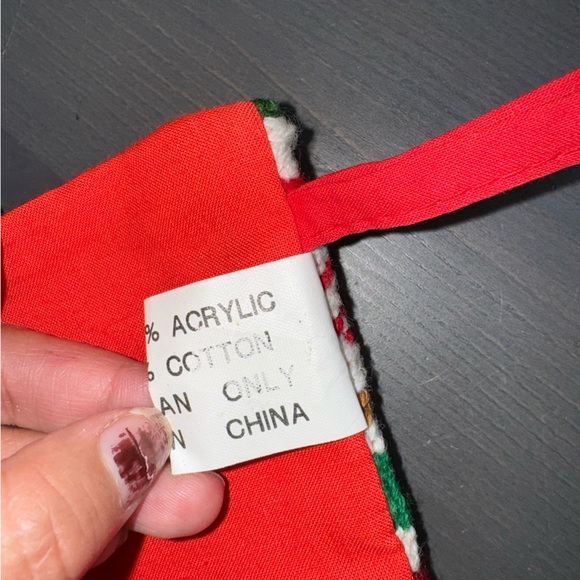 % ACRYLIC
% COTTON
AN ONLY
N CHINA